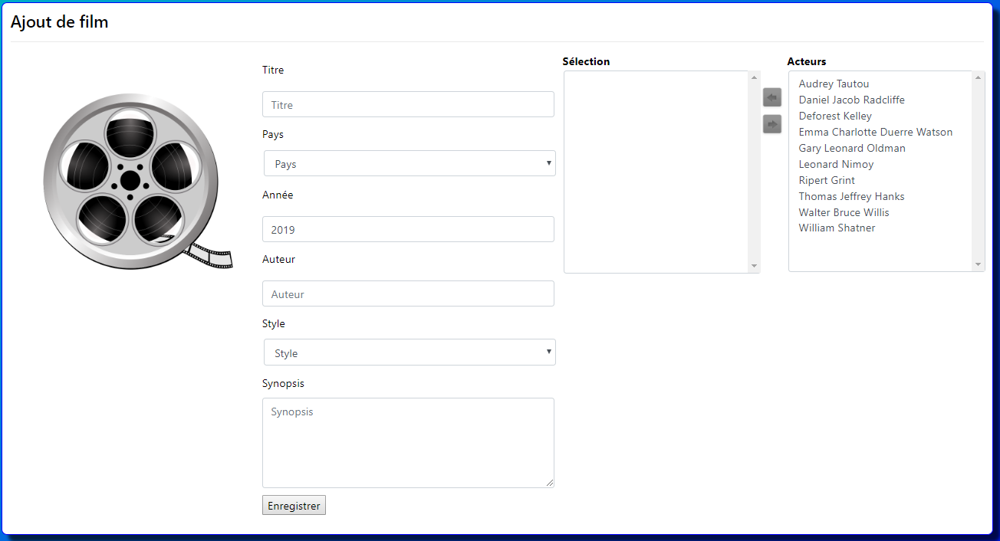 Ajout de film
Titre
Titre
Pays
Pays
Année
2019
Auteur
Auteur
Style
Style
Synopsis
Synopsis
Enregistrer
Sélection
Acteurs
Audrey Tautou
Daniel Jacob Radcliffe
Deforest Kelley
Emma Charlotte Duerre Watson
Gary Leonard Oldman
Leonard Nimoy
Ripert Grint
Thomas Jeffrey Hanks
Walter Bruce Willis
William Shatner